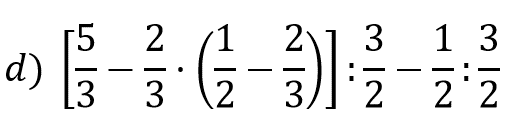 d) [5/3 − 2/3 · (1/2 − 2/3)] : 3/2 − 1/2 : 3/2